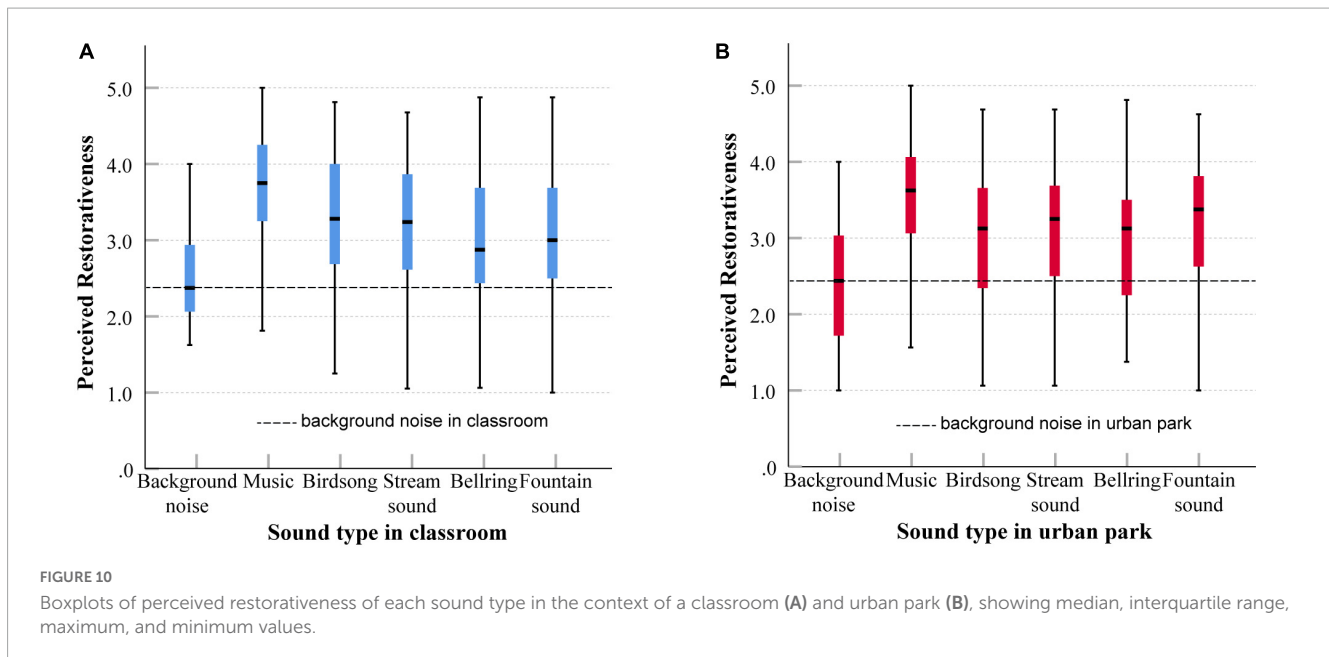 A
Perceived Restorativeness
5.0
4.0
3.0
2.0
1.0
.0
background noise in classroom
Background noise
Music
Birdsong
Stream sound
Bellring
Fountain sound
Sound type in classroom
B
Perceived Restorativeness
5.0
4.0
3.0
2.0
1.0
.0
background noise in urban park
Background noise
Music
Birdsong
Stream sound
Bellring
Fountain sound
Sound type in urban park
FIGURE 10
Boxplots of perceived restorativeness of each sound type in the context of a classroom (A) and urban park (B), showing median, interquartile range,
maximum, and minimum values.